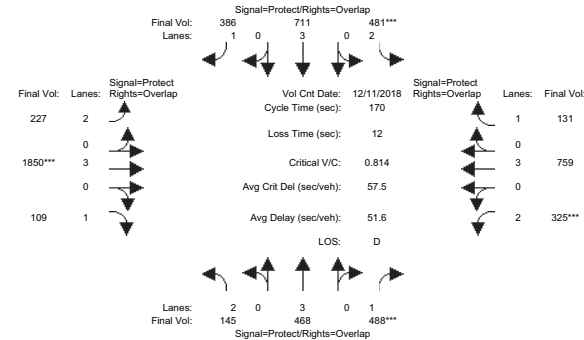 Signal=Protect/Rights=Overlap
Final Vol: 386 711 481***
Lanes: 1 0 3 0 2
Signal=Protect Signal=Protect
Final Vol: Lanes: Rights=Overlap Vol Cnt Date: 12/11/2018 Rights=Overlap Lanes: Final Vol:
Cycle Time (sec): 170
227 2 1 131
Loss Time (sec): 12
0 0
1850*** 3 Critical V/C: 0.814 3 759
0 Avg Crit Del (sec/veh): 57.5 0
109 1 Avg Delay (sec/veh): 51.6 2 325***
LOS: D
Lanes: 2 0 3 0 1
Final Vol: 145 468 488***
Signal=Protect/Rights=Overlap